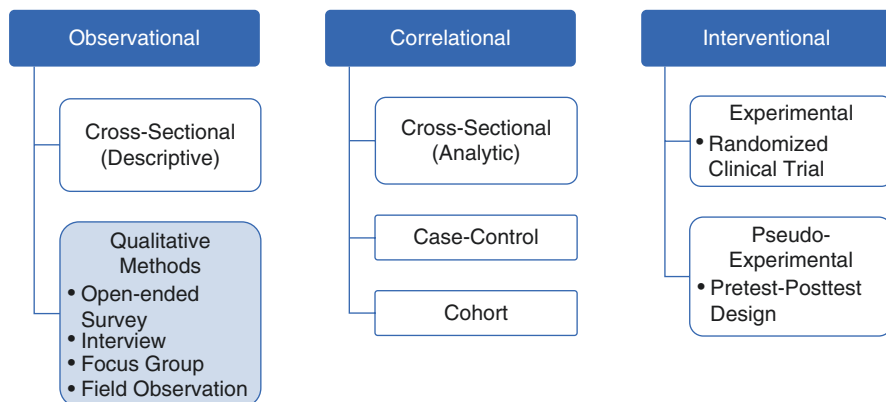 Observational
Cross-Sectional
(Descriptive)
Qualitative
Methods
• Open-ended
Survey
• Interview
• Focus Group
• Field Observation
Correlational
Cross-Sectional
(Analytic)
Case-Control
Cohort
Interventional
Experimental
• Randomized
Clinical Trial
Pseudo-
Experimental
• Pretest-Posttest
Design